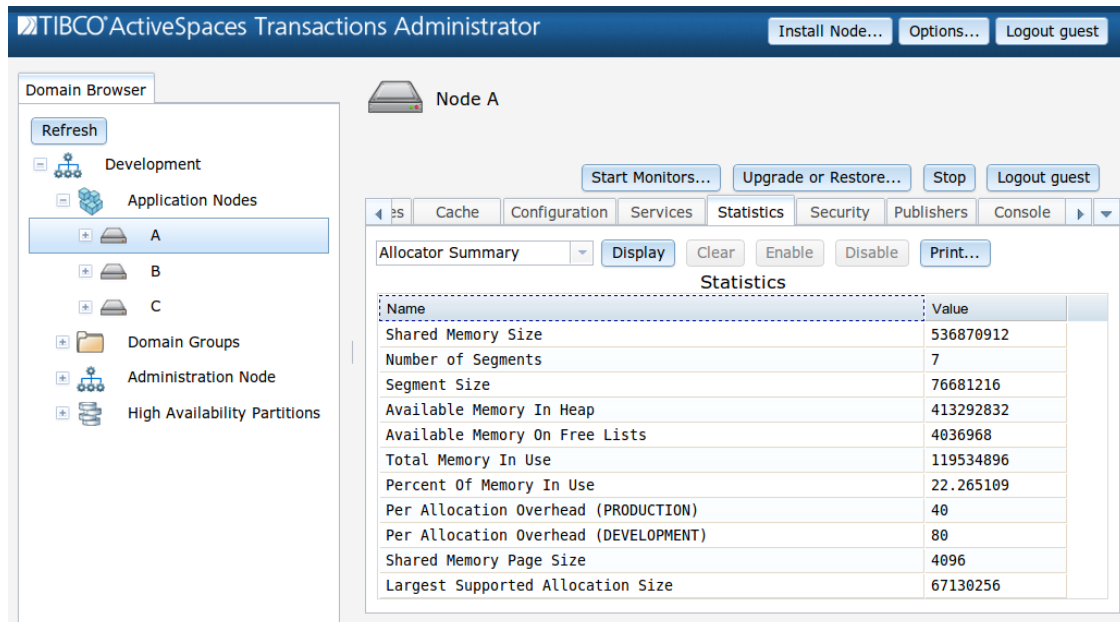 TIBCO® ActiveSpaces Transactions Administrator
Install Node... Options... Logout guest
Domain Browser
Refresh
Development
Application Nodes
A
B
C
Domain Groups
Administration Node
High Availability Partitions
Node A
Start Monitors... Upgrade or Restore... Stop Logout guest
es Cache Configuration Services Statistics Security Publishers Console
Allocator Summary Display Clear Enable Disable Print...
Statistics
Name Value
Shared Memory Size 536870912
Number of Segments 7
Segment Size 76681216
Available Memory In Heap 413292832
Available Memory On Free Lists 4036968
Total Memory In Use 119534896
Percent Of Memory In Use 22.265109
Per Allocation Overhead (PRODUCTION) 40
Per Allocation Overhead (DEVELOPMENT) 80
Shared Memory Page Size 4096
Largest Supported Allocation Size 67130256